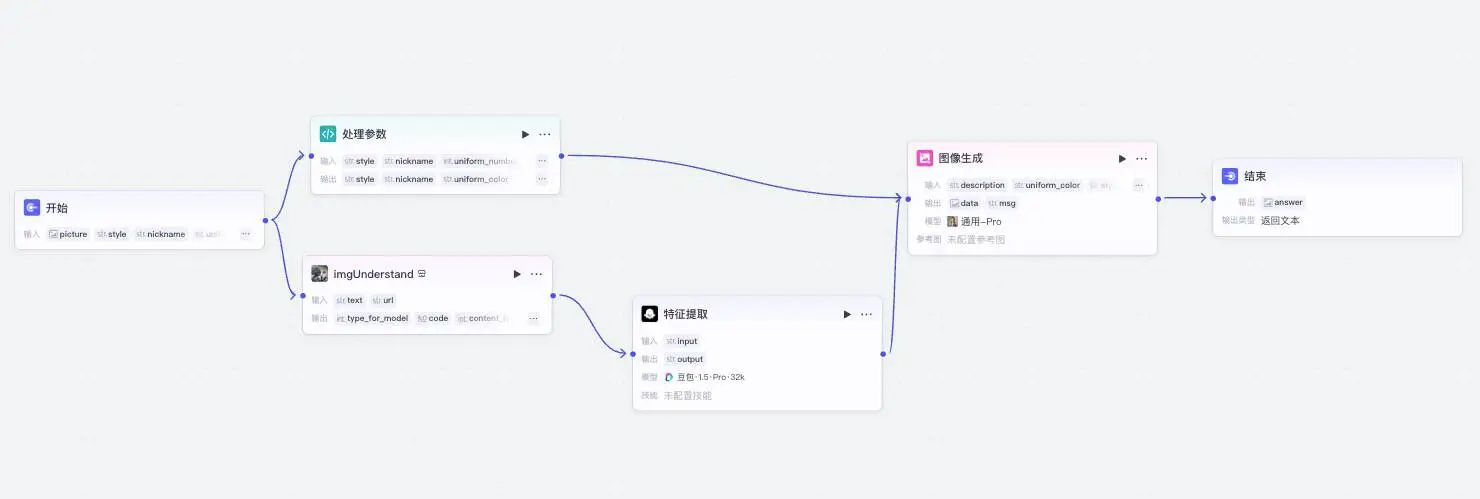 开始
输入 picture str. style str. nickname
处理参数
输入 str. style str. nickname int. uniform_numbe
输出 str. style str. nickname str. uniform_color
imgUnderstand
输入 str. text str. url
输出 int. type_for_model code int. content_
特征提取
输入 str. input
输出 str. output
模型 豆包·1.5·Pro·32k
技能 未配置技能
图像生成
输入 str. description str. uniform_color
输出 data str. msg
模型 通用-Pro
参考图 未配置参考图
结束
输出 answer
输出类型 返回文本